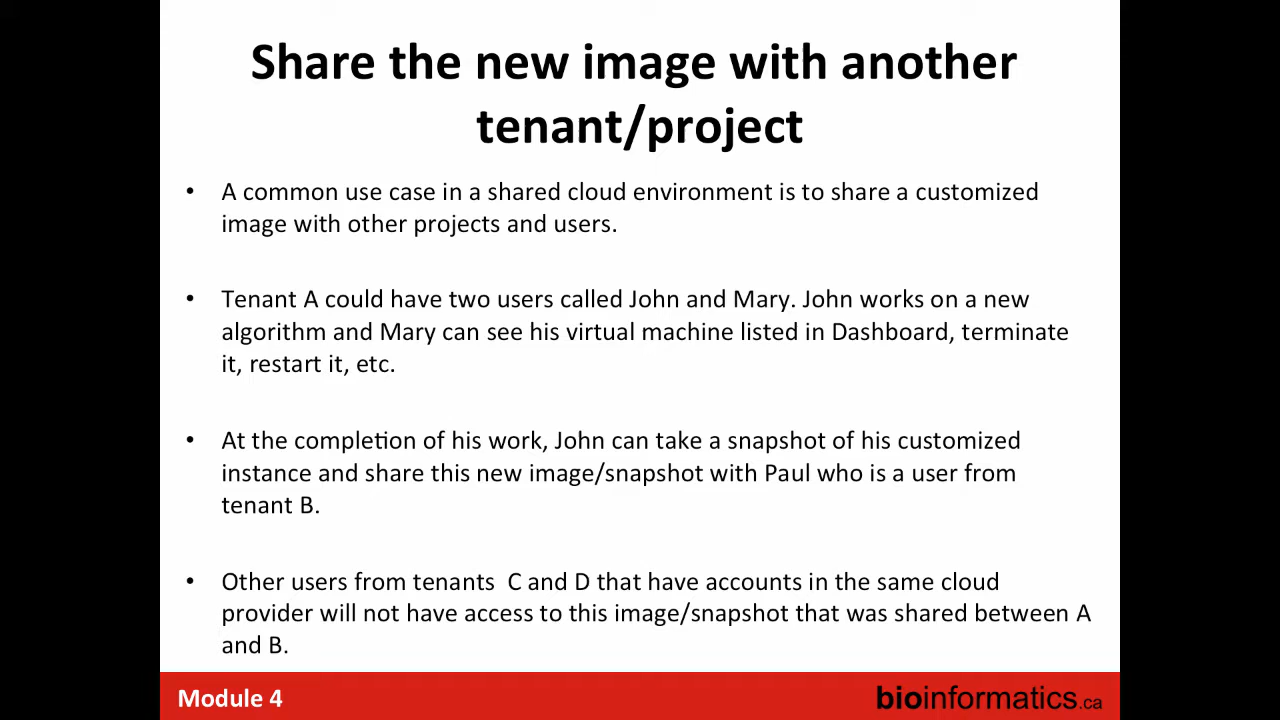 Share the new image with another
tenant/project
• A common use case in a shared cloud environment is to share a customized
image with other projects and users.
• Tenant A could have two users called John and Mary. John works on a new
algorithm and Mary can see his virtual machine listed in Dashboard, terminate
it, restart it, etc.
• At the completion of his work, John can take a snapshot of his customized
instance and share this new image/snapshot with Paul who is a user from
tenant B.
• Other users from tenants  C and D that have accounts in the same cloud
provider will not have access to this image/snapshot that was shared between A
and B.
Module 4
bioinformatics.ca